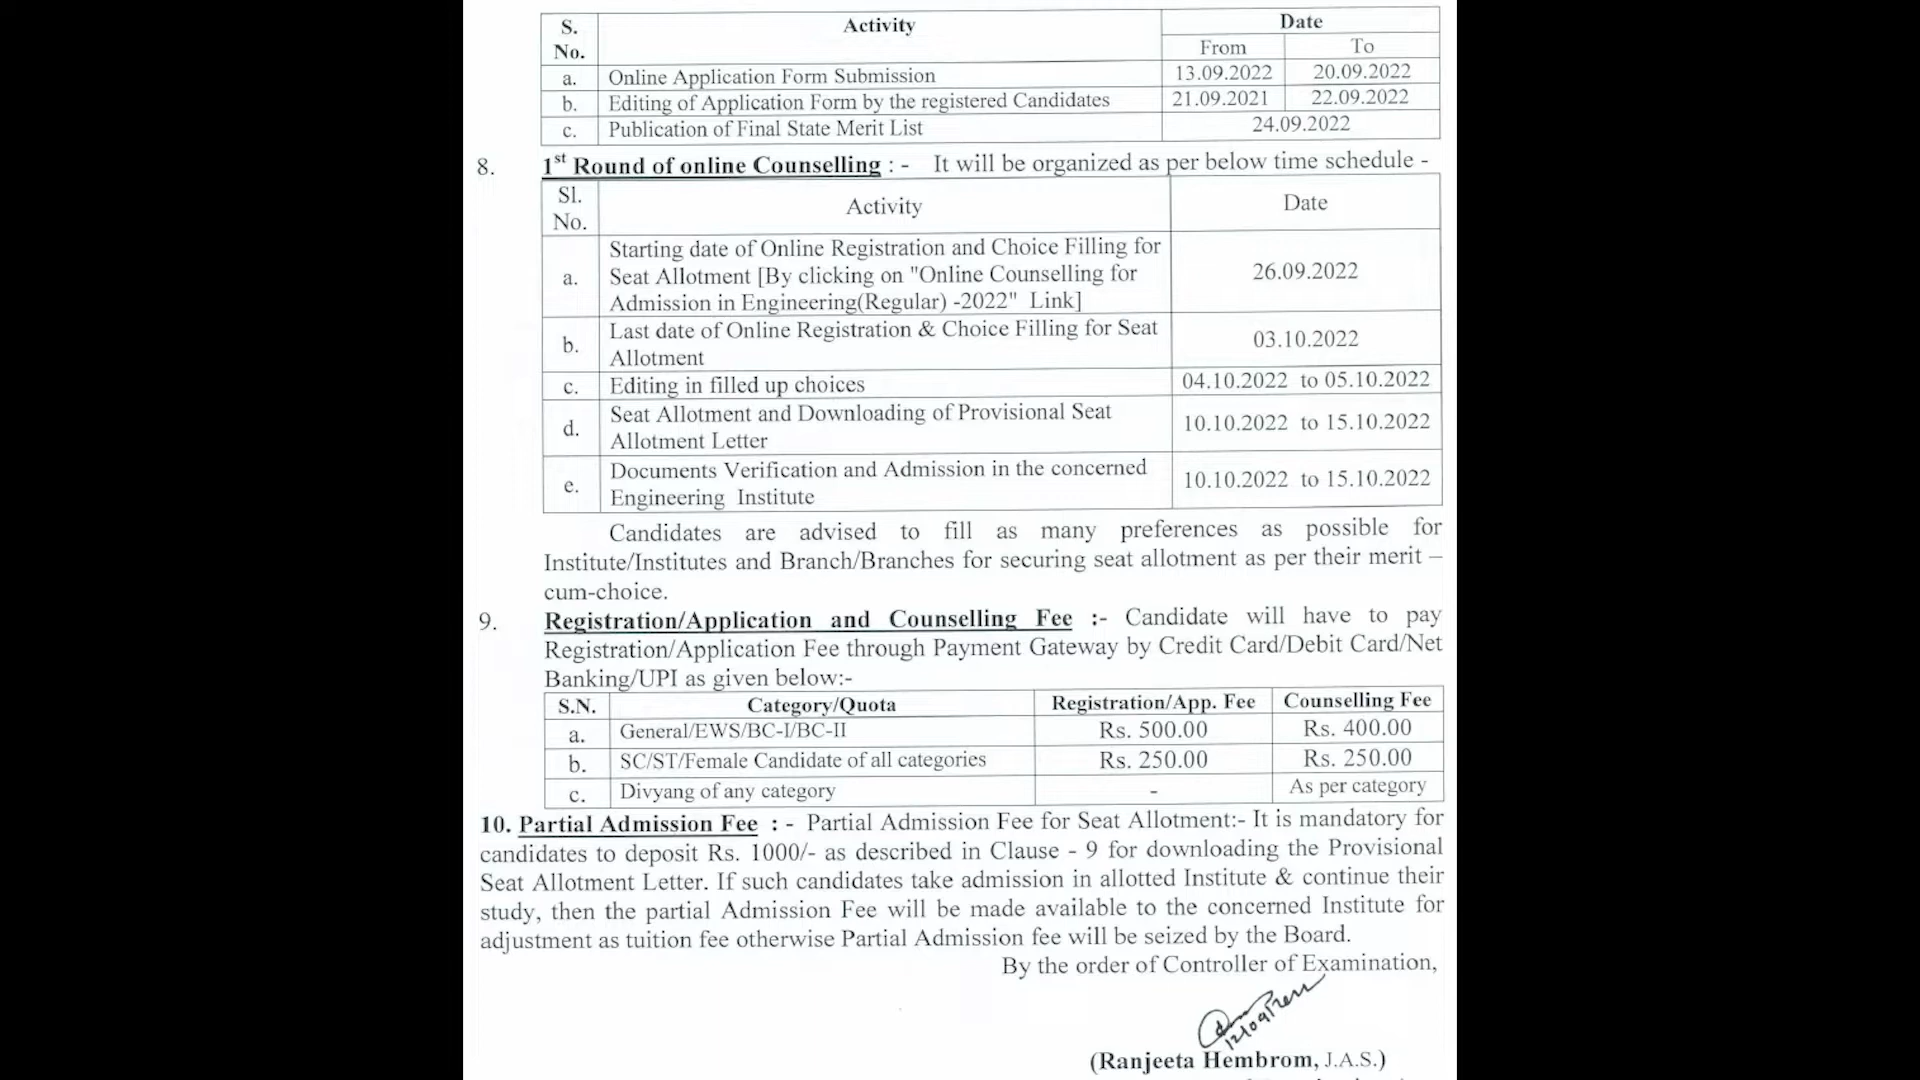 S. No. Activity Date
From To
a. Online Application Form Submission 13.09.2022 20.09.2022
b. Editing of Application Form by the registered Candidates 21.09.2021 22.09.2022
c. Publication of Final State Merit List 24.09.2022
8. 1st Round of online Counselling : - It will be organized as per below time schedule -
Sl. No. Activity Date
a. Starting date of Online Registration and Choice Filling for
Seat Allotment [By clicking on "Online Counselling for
Admission in Engineering(Regular) -2022" Link] 26.09.2022
b. Last date of Online Registration & Choice Filling for Seat
Allotment 03.10.2022
c. Editing in filled up choices 04.10.2022 to 05.10.2022
d. Seat Allotment and Downloading of Provisional Seat
Allotment Letter 10.10.2022 to 15.10.2022
e. Documents Verification and Admission in the concerned
Engineering Institute 10.10.2022 to 15.10.2022
Candidates are advised to fill as many preferences as possible for
Institute/Institutes and Branch/Branches for securing seat allotment as per their merit –
cum-choice.
9. Registration/Application and Counselling Fee :- Candidate will have to pay
Registration/Application Fee through Payment Gateway by Credit Card/Debit Card/Net
Banking/UPI as given below:-
S.N. Category/Quota Registration/App. Fee Counselling Fee
a. General/EWS/BC-I/BC-II Rs. 500.00 Rs. 400.00
b. SC/ST/Female Candidate of all categories Rs. 250.00 Rs. 250.00
c. Divyang of any category - As per category
10. Partial Admission Fee : - Partial Admission Fee for Seat Allotment:- It is mandatory for
candidates to deposit Rs. 1000/- as described in Clause - 9 for downloading the Provisional
Seat Allotment Letter. If such candidates take admission in allotted Institute & continue their
study, then the partial Admission Fee will be made available to the concerned Institute for
adjustment as tuition fee otherwise Partial Admission fee will be seized by the Board.
By the order of Controller of Examination,
(Ranjeeta Hembrom, J.A.S.)